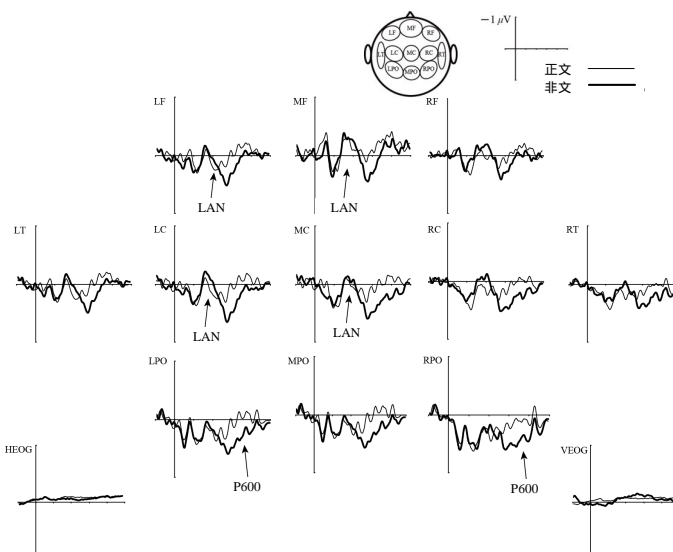 −1 μV
MF
LF
RF
LT
LC
MC
RC
RT
LPO
MPO
RPO
正文
非文
LF
MF
RF
LAN
LAN
LT
LC
MC
RC
RT
LAN
LAN
LPO
MPO
RPO
HEOG
VEOG
P600
P600